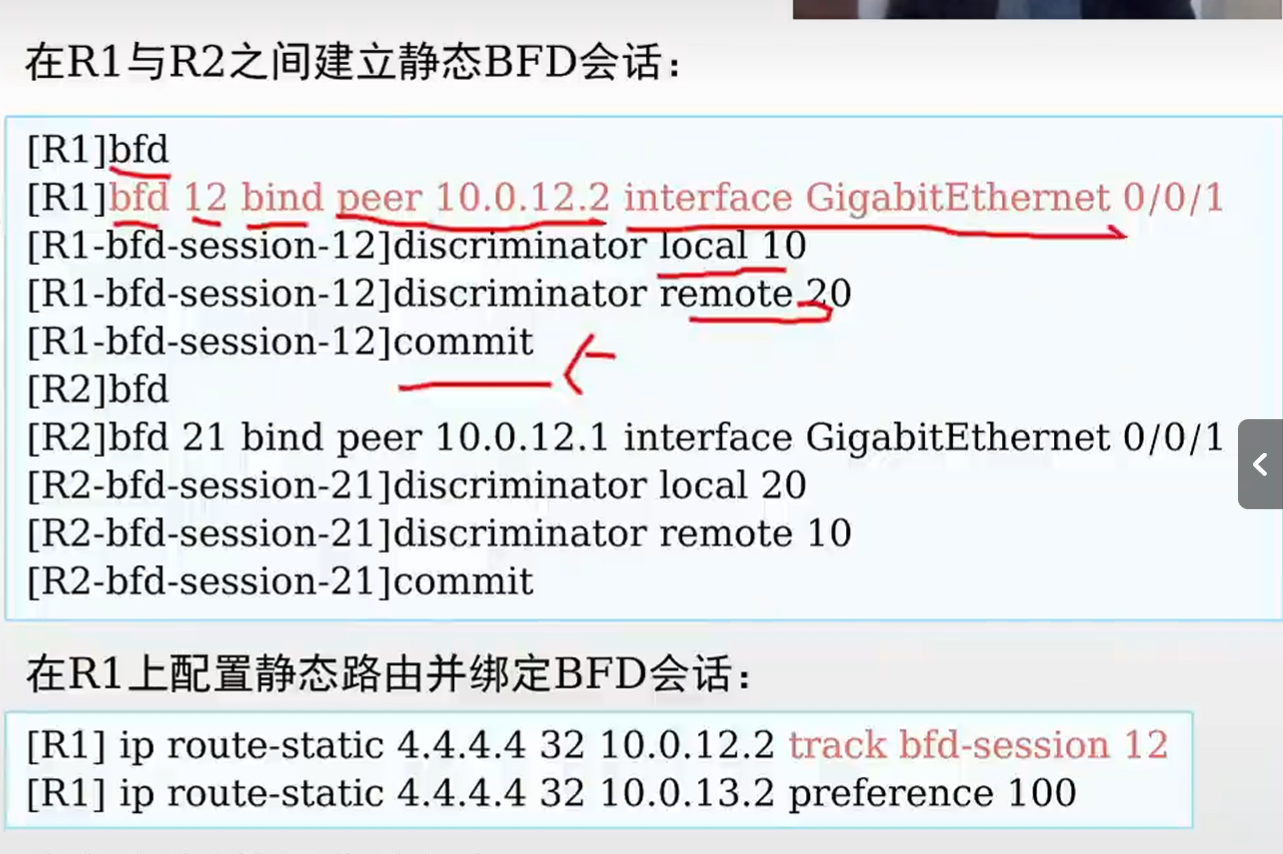 在R1与R2之间建立静态BFD会话：
[R1]bfd
[R1]bfd 12 bind peer 10.0.12.2 interface GigabitEthernet 0/0/1
[R1-bfd-session-12]discriminator local 10
[R1-bfd-session-12]discriminator remote 20
[R1-bfd-session-12]commit
[R2]bfd
[R2]bfd 21 bind peer 10.0.12.1 interface GigabitEthernet 0/0/1
[R2-bfd-session-21]discriminator local 20
[R2-bfd-session-21]discriminator remote 10
[R2-bfd-session-21]commit
在R1上配置静态路由并绑定BFD会话：
[R1] ip route-static 4.4.4.4 32 10.0.12.2 track bfd-session 12
[R1] ip route-static 4.4.4.4 32 10.0.13.2 preference 100